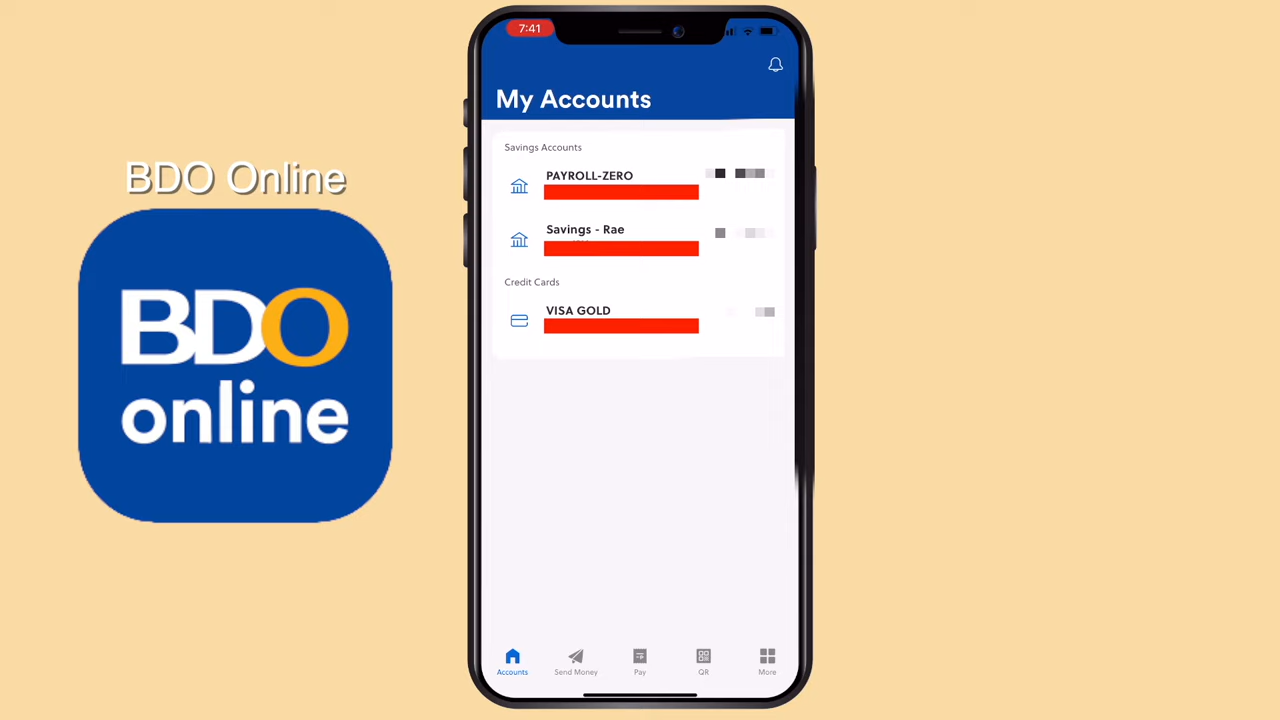 BDO Online
BDO
online
7:41
My Accounts
Savings Accounts
PAYROLL-ZERO
Savings - Rae
Credit Cards
VISA GOLD
Accounts
Send Money
Pay
QR
More